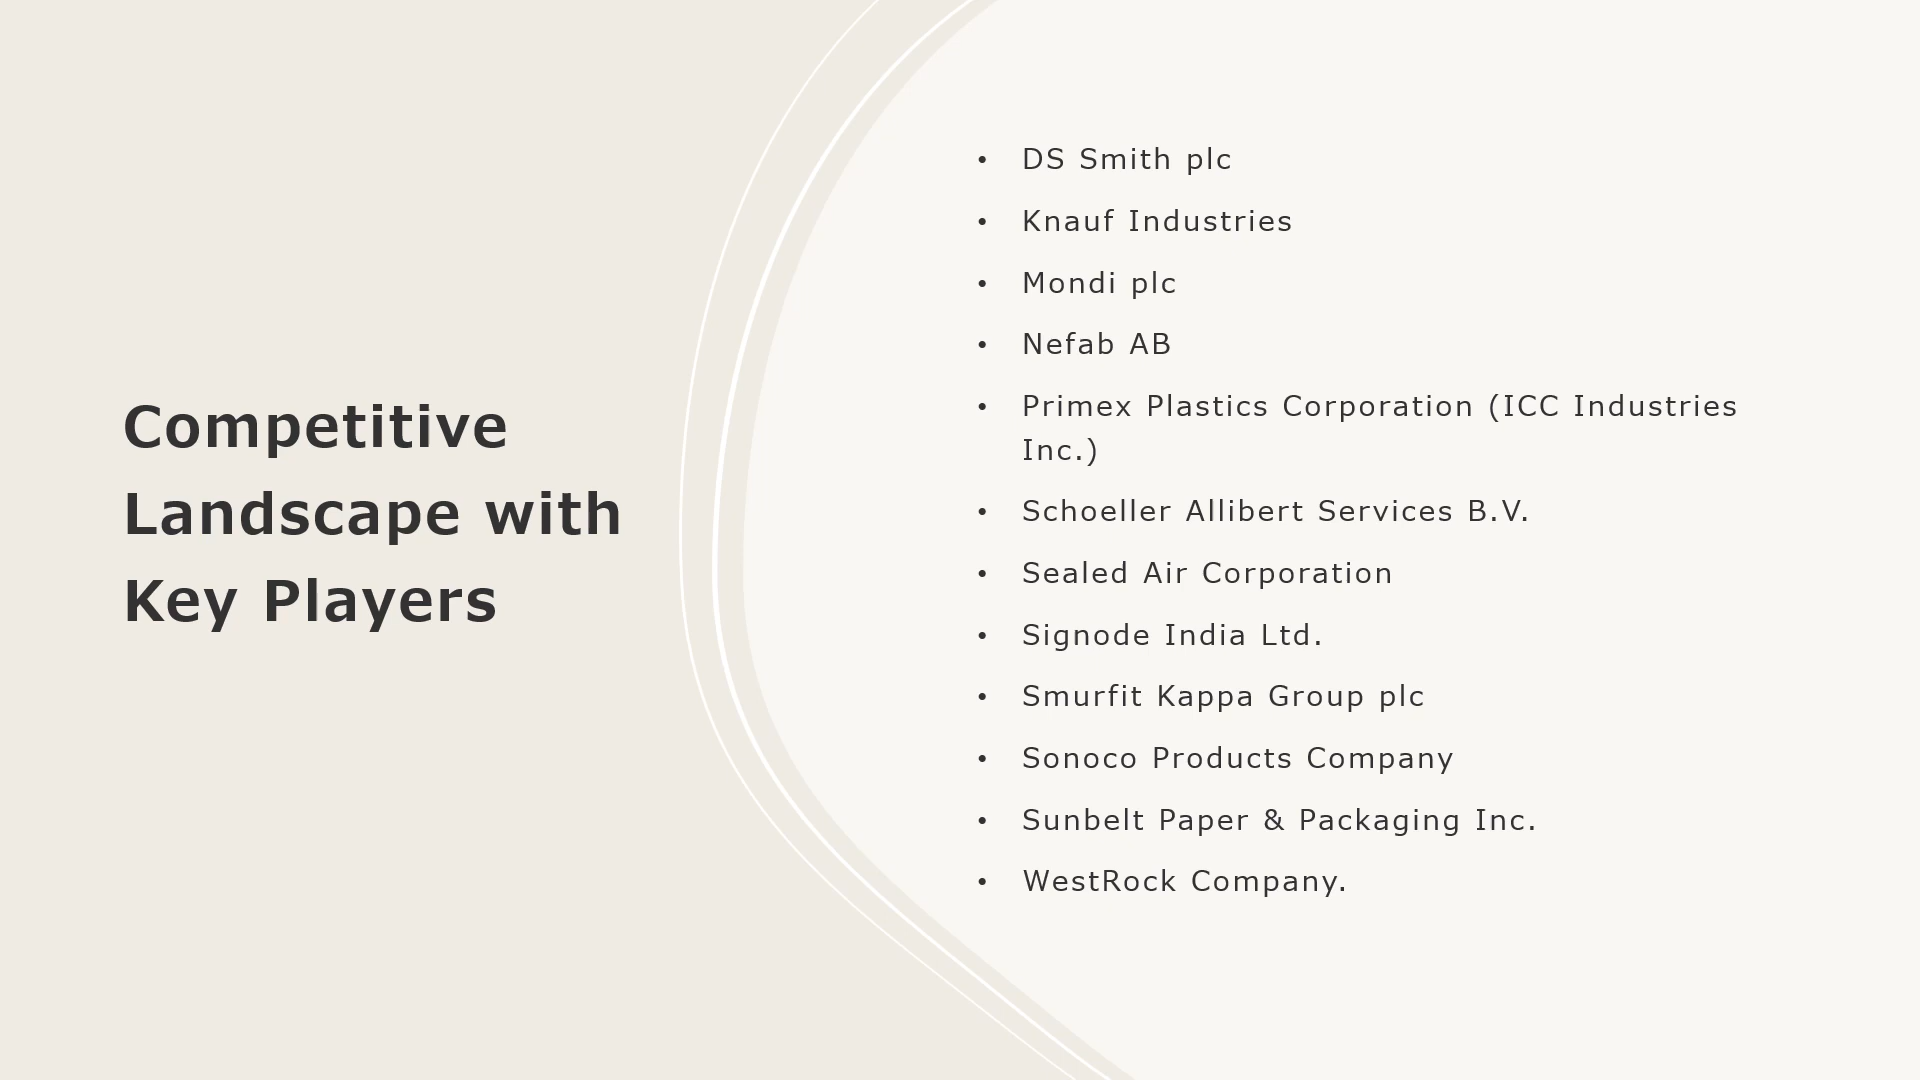 Competitive
Landscape with
Key Players
• DS Smith plc
• Knauf Industries
• Mondi plc
• Nefab AB
• Primex Plastics Corporation (ICC Industries
Inc.)
• Schoeller Allibert Services B.V.
• Sealed Air Corporation
• Signode India Ltd.
• Smurfit Kappa Group plc
• Sonoco Products Company
• Sunbelt Paper & Packaging Inc.
• WestRock Company.